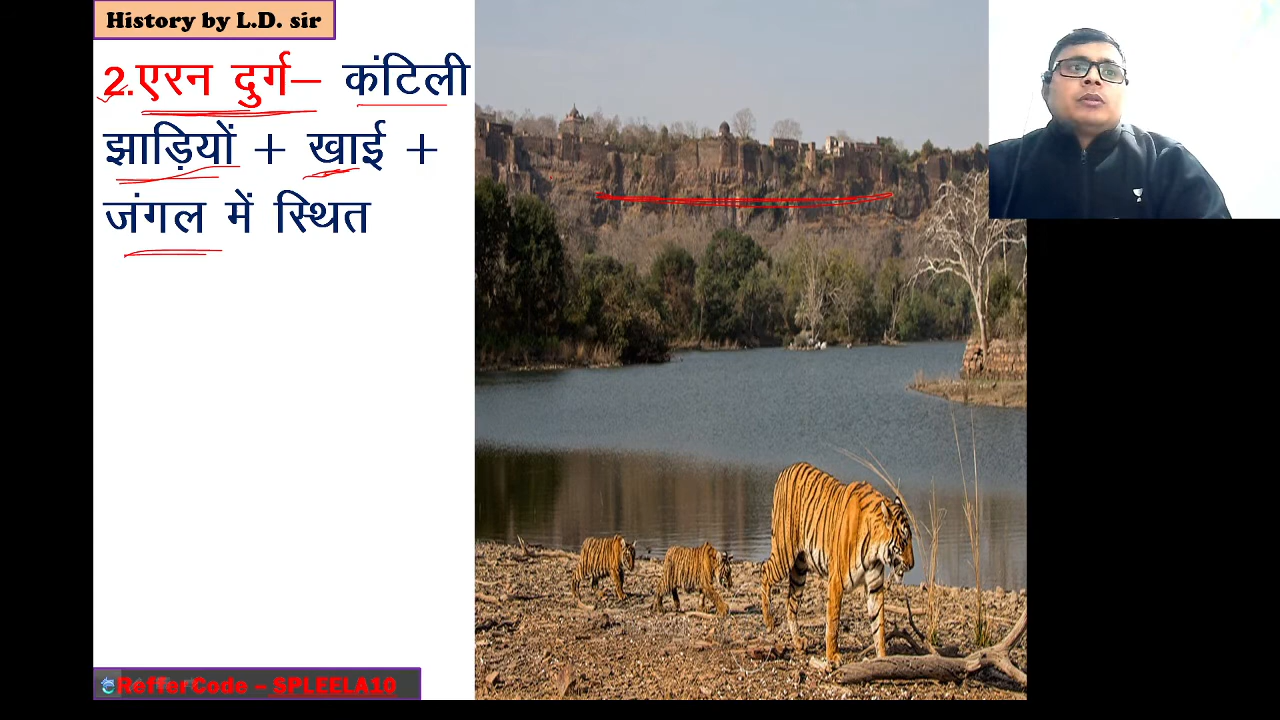 History by L.D. sir
2.एरन दुर्ग– कंटिली
झाड़ियों + खाई +
जंगल में स्थित
RefferCode – SPLEELA10